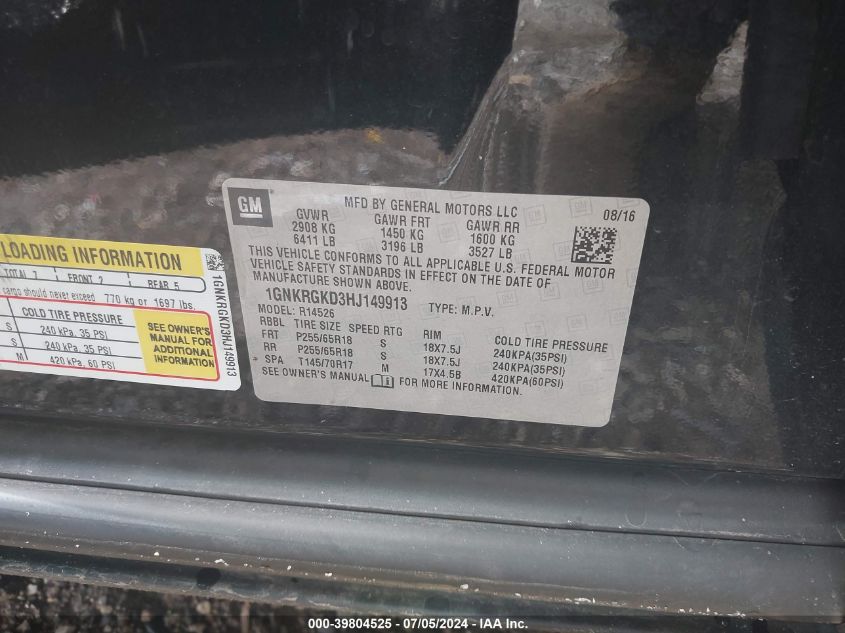 GM
MFD BY GENERAL MOTORS LLC
08/16
GVWR GAWR FRT GAWR RR
2908 KG 1450 KG 1600 KG
6411 LB 3196 LB 3527 LB
THIS VEHICLE CONFORMS TO ALL APPLICABLE U.S. FEDERAL MOTOR
VEHICLE SAFETY STANDARDS IN EFFECT ON THE DATE OF
MANUFACTURE SHOWN ABOVE.
1GNKRGKD3HJ149913 TYPE: M.P.V.
MODEL: R14526
RBBL TIRE SIZE SPEED RTG RIM COLD TIRE PRESSURE
FRT P255/65R18 S 18X7.5J 240KPA(35PSI)
RR P255/65R18 S 18X7.5J 240KPA(35PSI)
SPA T145/70R17 M 17X4.5B 420KPA(60PSI)
SEE OWNER'S MANUAL FOR MORE INFORMATION.
LOADING INFORMATION
TOTAL 7 FRONT 2 REAR 5
cargo should never exceed 770 kg or 1697 lbs.
COLD TIRE PRESSURE
S 240 kPa, 35 PSI
S 240 kPa, 35 PSI
M 420 kPa, 60 PSI
SEE OWNER'S
MANUAL FOR
ADDITIONAL
INFORMATION
1GNKRGKD3HJ149913
000-39804525 - 07/05/2024 - IAA Inc.